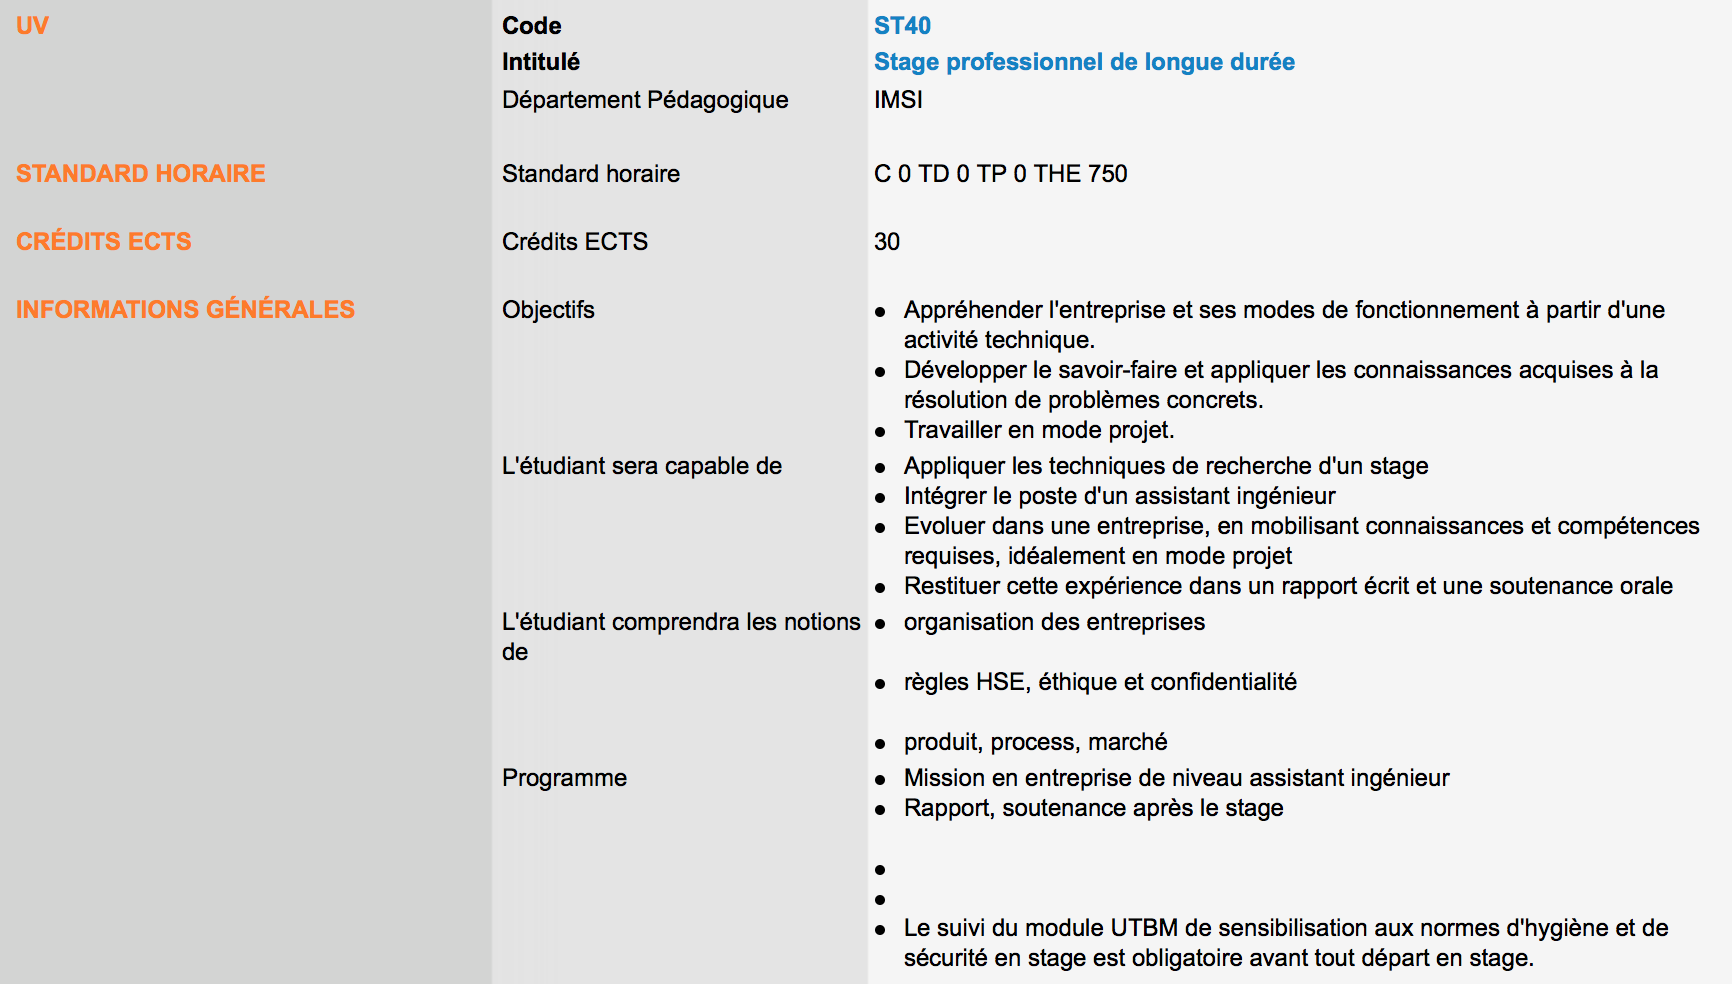 UV Code ST40
Intitulé Stage professionnel de longue durée
Département Pédagogique IMSI
STANDARD HORAIRE Standard horaire C 0 TD 0 TP 0 THE 750
CRÉDITS ECTS Crédits ECTS 30
INFORMATIONS GÉNÉRALES Objectifs ● Appréhender l'entreprise et ses modes de fonctionnement à partir d'une
activité technique.
● Développer le savoir-faire et appliquer les connaissances acquises à la
résolution de problèmes concrets.
● Travailler en mode projet.
L'étudiant sera capable de ● Appliquer les techniques de recherche d'un stage
● Intégrer le poste d'un assistant ingénieur
● Evoluer dans une entreprise, en mobilisant connaissances et compétences
requises, idéalement en mode projet
● Restituer cette expérience dans un rapport écrit et une soutenance orale
L'étudiant comprendra les notions ● organisation des entreprises
de
● règles HSE, éthique et confidentialité
● produit, process, marché
Programme ● Mission en entreprise de niveau assistant ingénieur
● Rapport, soutenance après le stage
●
●
● Le suivi du module UTBM de sensibilisation aux normes d'hygiène et de
sécurité en stage est obligatoire avant tout départ en stage.